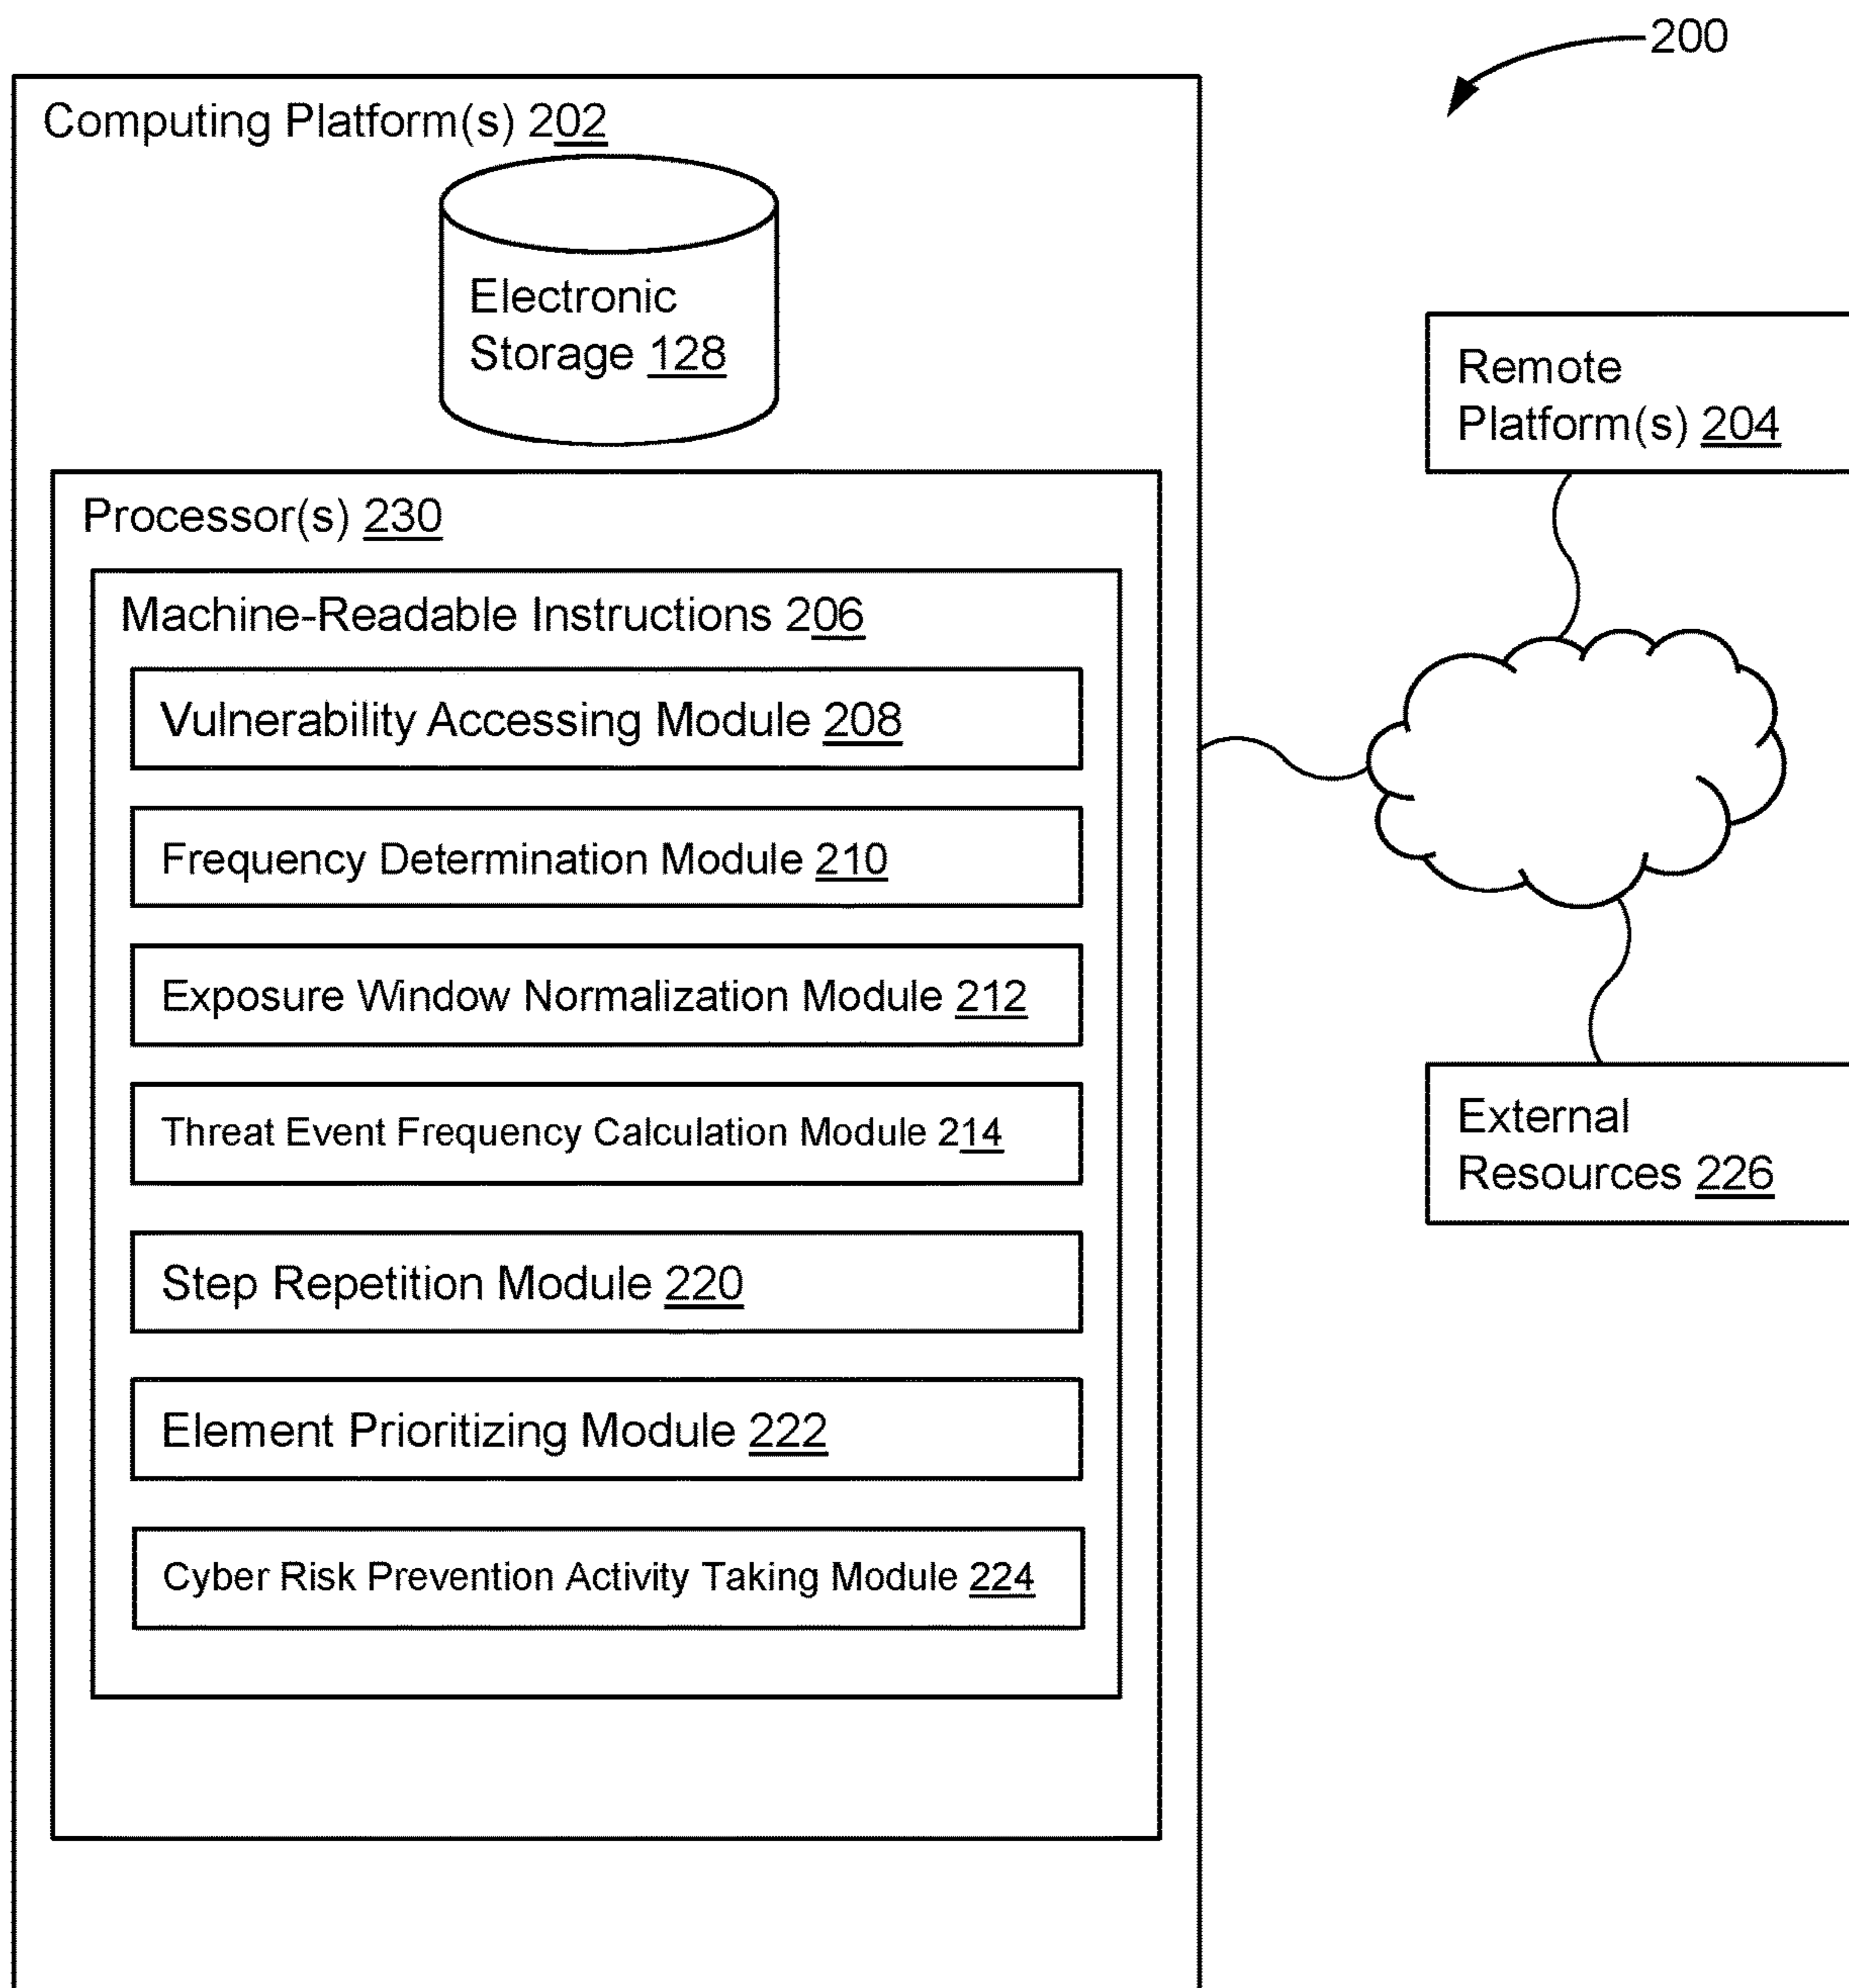 200
Computing Platform(s) 202
Electronic
Storage 128
Remote
Platform(s) 204
Processor(s) 230
Machine-Readable Instructions 206
Vulnerability Accessing Module 208
Frequency Determination Module 210
Exposure Window Normalization Module 212
Threat Event Frequency Calculation Module 214
External
Resources 226
Step Repetition Module 220
Element Prioritizing Module 222
Cyber Risk Prevention Activity Taking Module 224